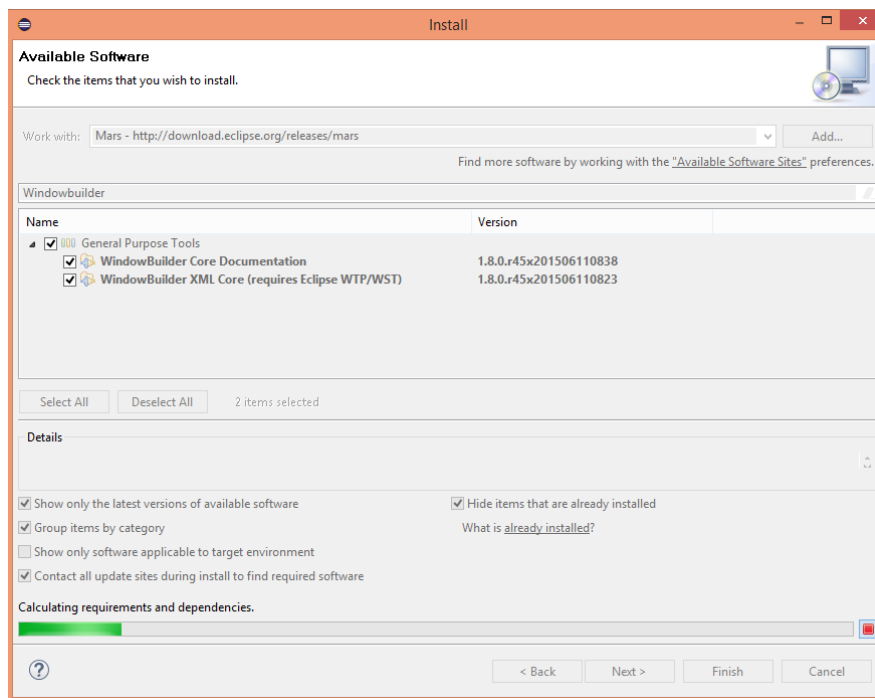 Install
Available Software
Check the items that you wish to install.
Work with: Mars - http://download.eclipse.org/releases/mars Add...
Find more software by working with the "Available Software Sites" preferences.
Windowbuilder
Name Version
General Purpose Tools
WindowBuilder Core Documentation 1.8.0.r45x201506110838
WindowBuilder XML Core (requires Eclipse WTP/WST) 1.8.0.r45x201506110823
Select All Deselect All 2 items selected
Details
Show only the latest versions of available software Hide items that are already installed
Group items by category What is already installed?
Show only software applicable to target environment
Contact all update sites during install to find required software
Calculating requirements and dependencies.
? < Back Next > Finish Cancel